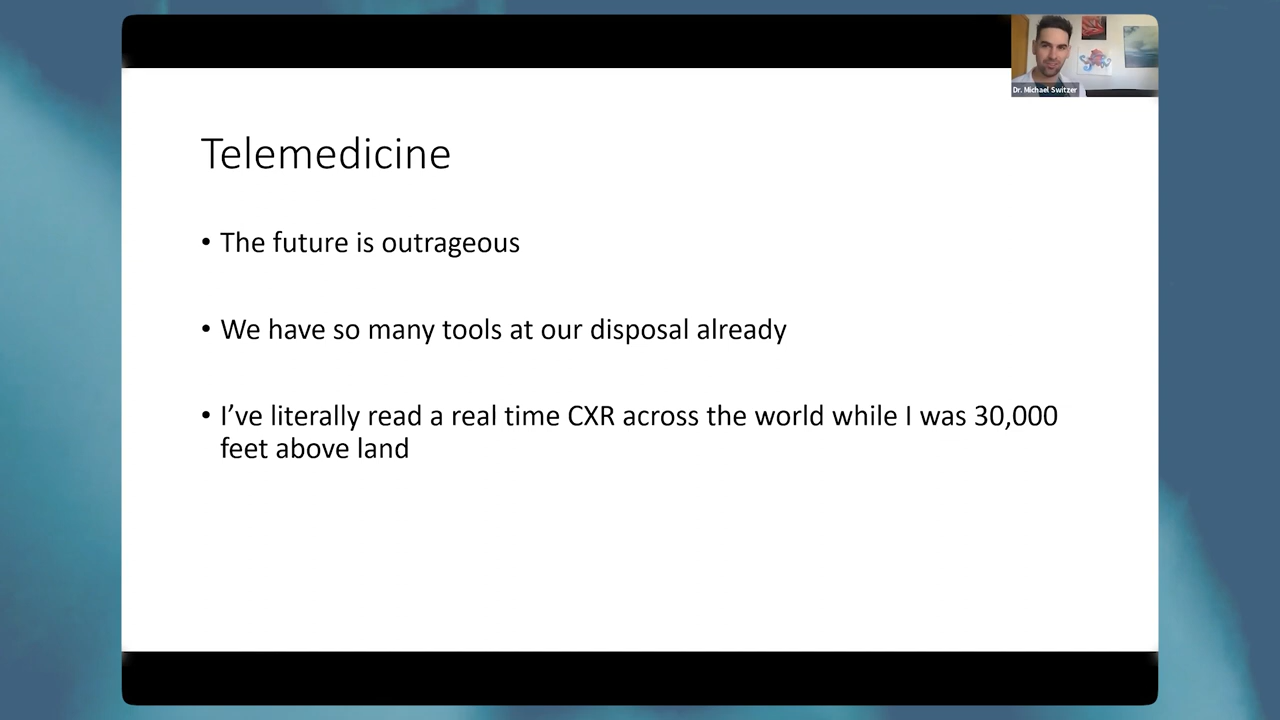 Dr. Michael Switzer
Telemedicine
• The future is outrageous
• We have so many tools at our disposal already
• I’ve literally read a real time CXR across the world while I was 30,000
feet above land